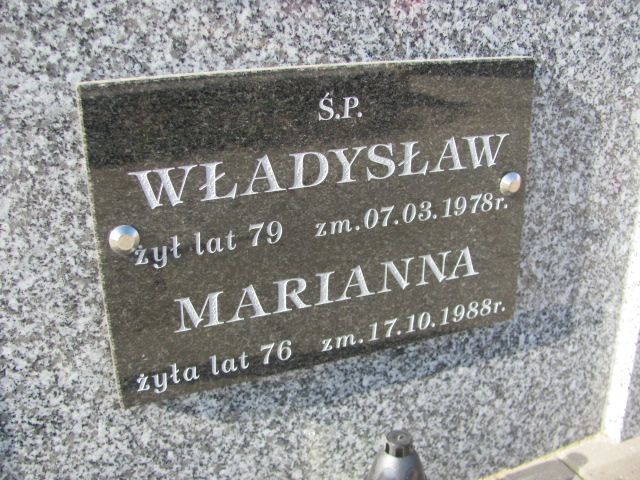 Ś.P.
WŁADYSŁAW
żył lat 79 zm.07.03.1978r.
MARIANNA
żyła lat 76 zm.17.10.1988r.